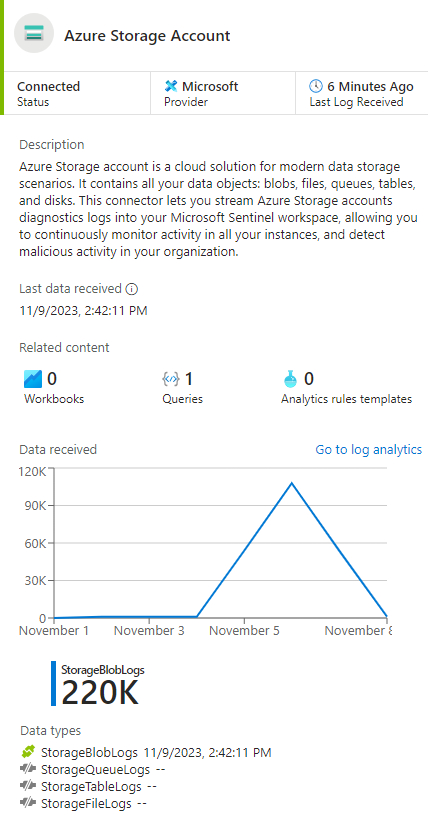 Azure Storage Account
Connected
Status
Microsoft
Provider
6 Minutes Ago
Last Log Received
Description
Azure Storage account is a cloud solution for modern data storage
scenarios. It contains all your data objects: blobs, files, queues, tables,
and disks. This connector lets you stream Azure Storage accounts
diagnostics logs into your Microsoft Sentinel workspace, allowing you
to continuously monitor activity in all your instances, and detect
malicious activity in your organization.
Last data received
11/9/2023, 2:42:11 PM
Related content
0
Workbooks
1
Queries
0
Analytics rules templates
Data received
Go to log analytics
120K
90K
60K
30K
0
November 1
November 3
November 5
November 8
StorageBlobLogs
220K
Data types
StorageBlobLogs 11/9/2023, 2:42:11 PM
StorageQueueLogs --
StorageTableLogs --
StorageFileLogs --